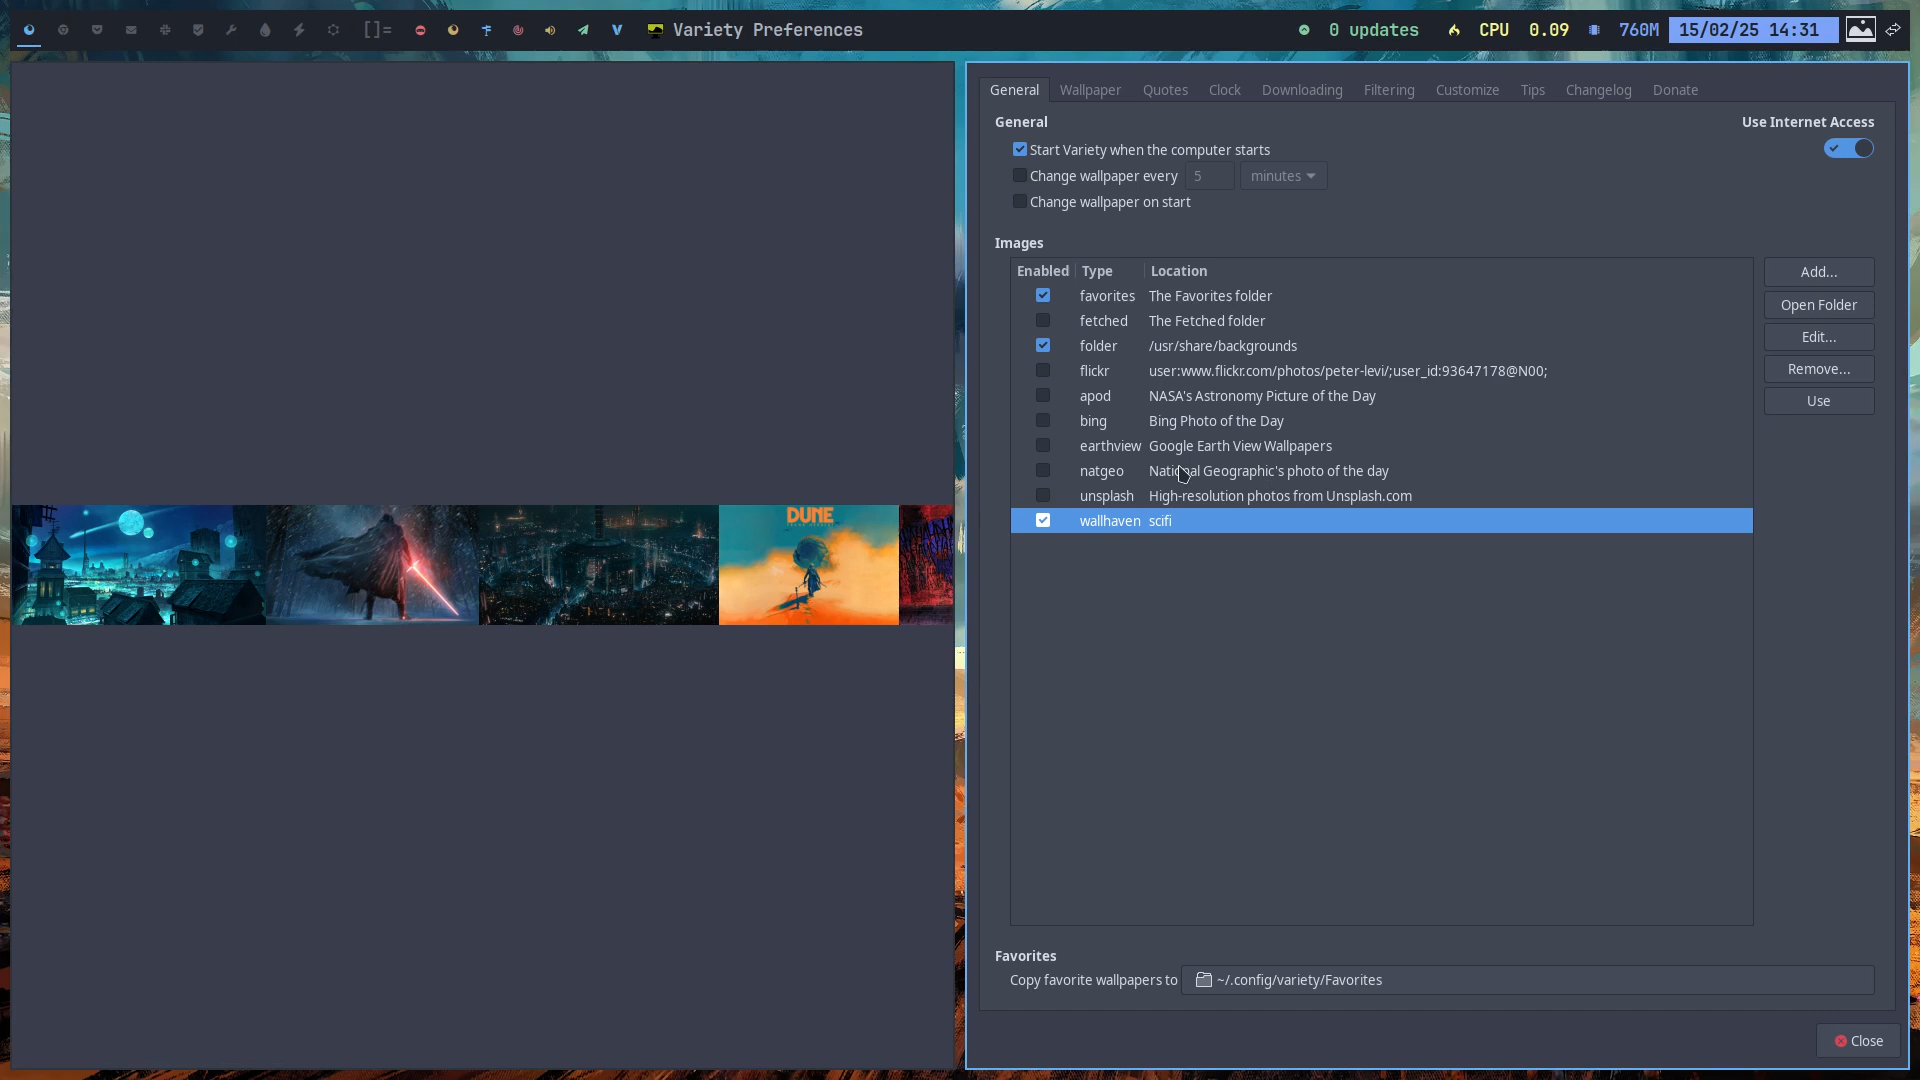 []= Variety Preferences 0 updates CPU 0.09 760M 15/02/25 14:31
General Wallpaper Quotes Clock Downloading Filtering Customize Tips Changelog Donate
General Use Internet Access
Start Variety when the computer starts
Change wallpaper every 5 minutes
Change wallpaper on start
Images
Enabled Type Location
favorites The Favorites folder
fetched The Fetched folder
folder /usr/share/backgrounds
flickr user:www.flickr.com/photos/peter-levi/;user_id:93647178@N00;
apod NASA's Astronomy Picture of the Day
bing Bing Photo of the Day
earthview Google Earth View Wallpapers
natgeo National Geographic's photo of the day
unsplash High-resolution photos from Unsplash.com
wallhaven scifi
Add...
Open Folder
Edit...
Remove...
Use
DUNE
Favorites
Copy favorite wallpapers to ~/.config/variety/Favorites
Close